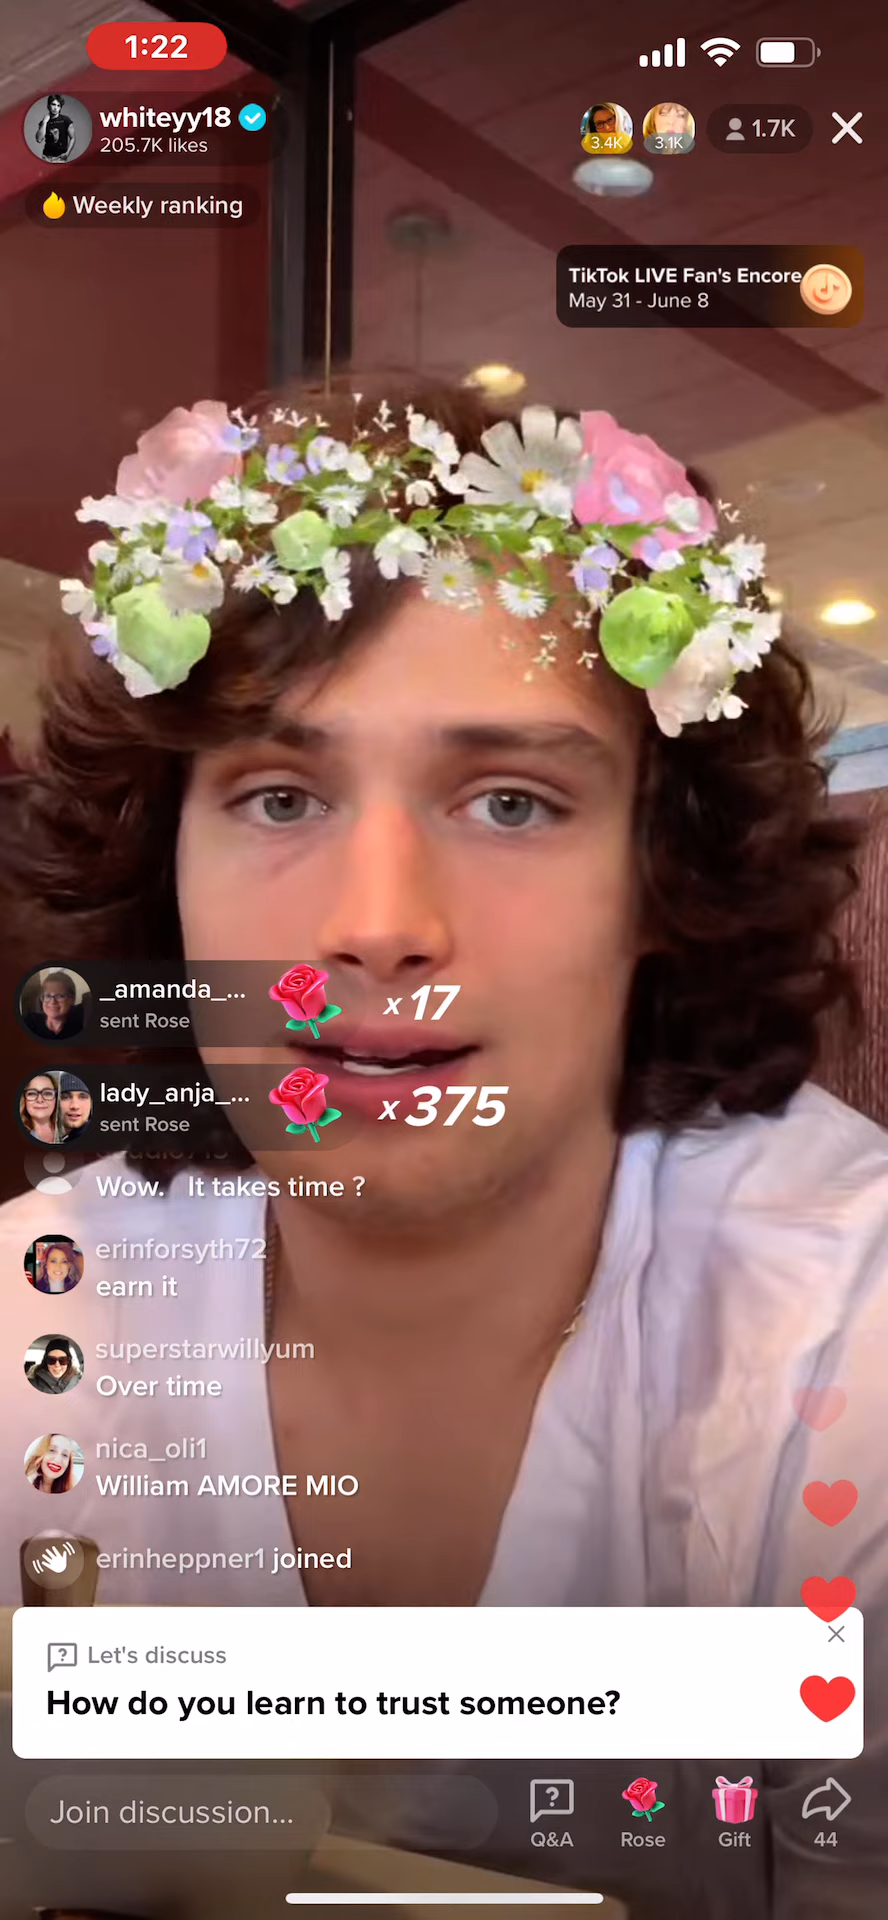 1:22
whiteyy18
205.7K likes
3.4K
3.1K
1.7K
Weekly ranking
TikTok LIVE Fan's Encore
May 31 - June 8
_amanda_...
sent Rose
x 17
lady_anja_...
sent Rose
x 375
Wow. It takes time ?
erinforsyth72
earn it
superstarwillyum
Over time
nica_oli1
William AMORE MIO
erinheppner1 joined
Let's discuss
How do you learn to trust someone?
Join discussion...
Q&A
Rose
Gift
44